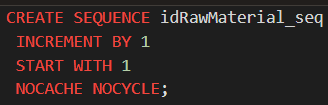 CREATE SEQUENCE idRawMaterial_seq
INCREMENT BY 1
START WITH 1
NOCACHE NOCYCLE;